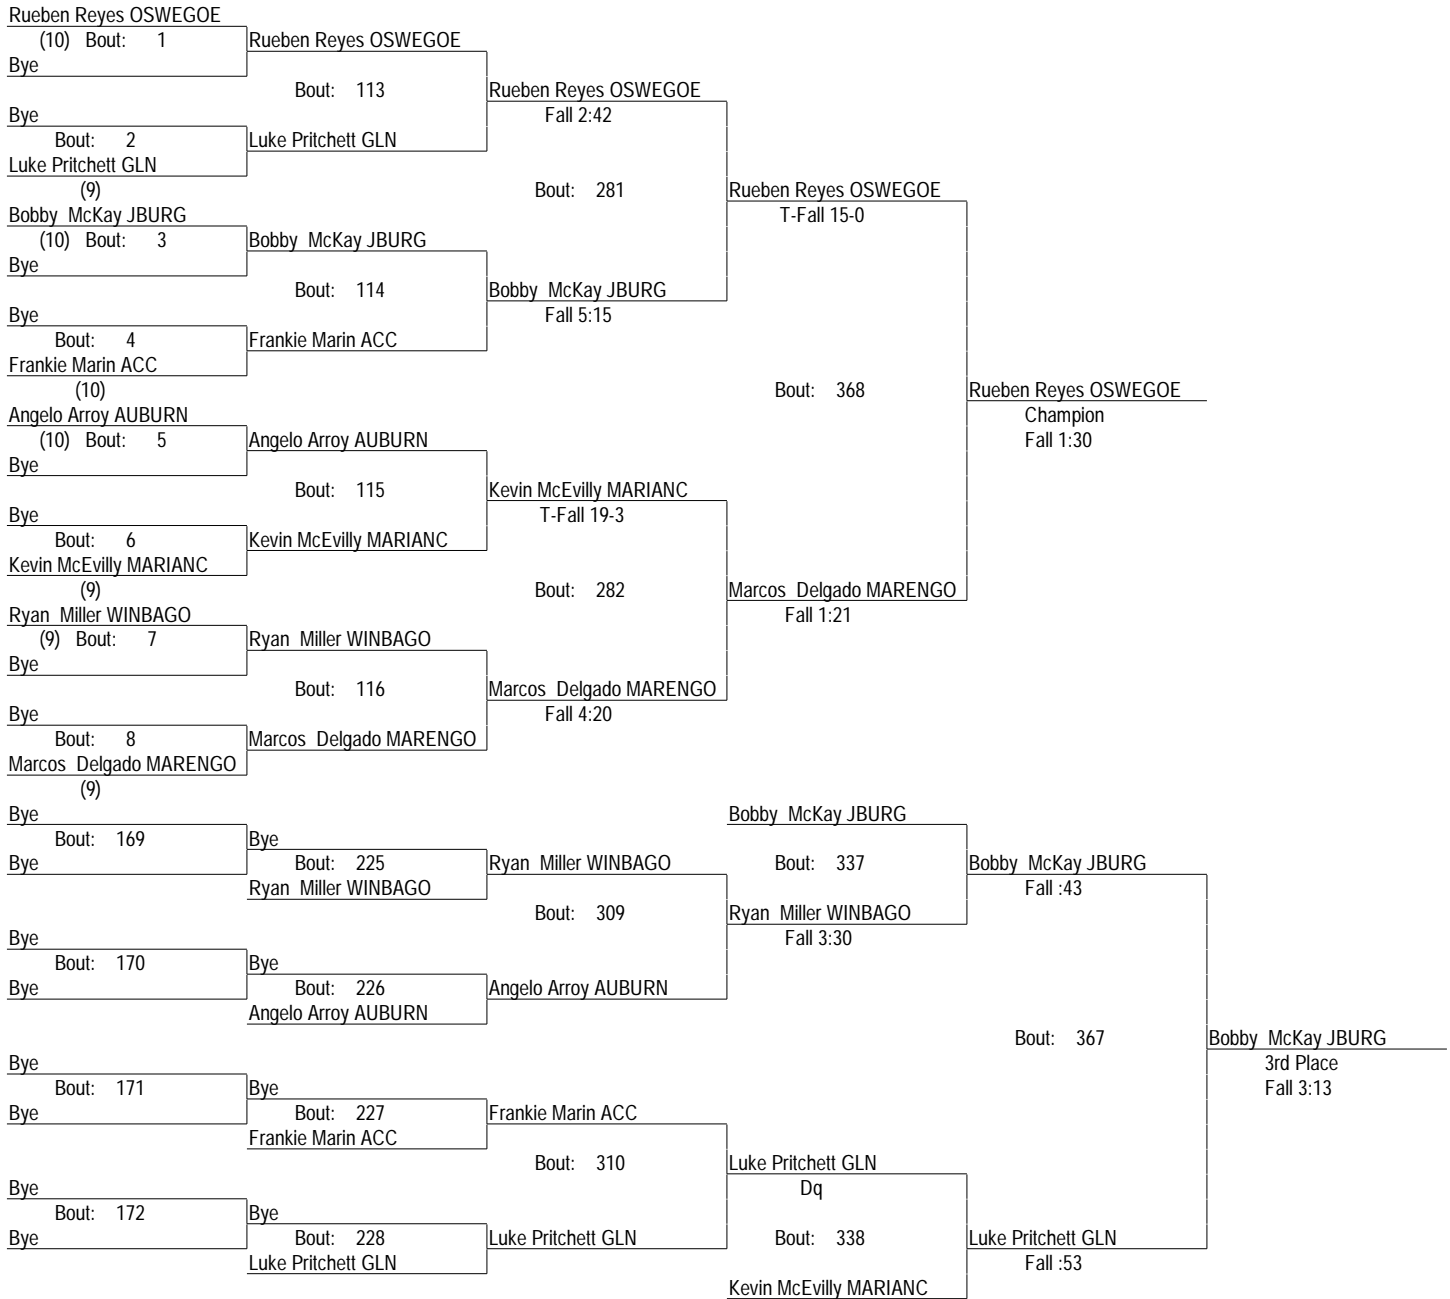 Rueben Reyes OSWEGOE
(10) Bout: 1
Rueben Reyes OSWEGOE
Bye
Bout: 113
Rueben Reyes OSWEGOE
Bye
Fall 2:42
Bout: 2
Luke Pritchett GLN
Luke Pritchett GLN
(9)
Bout: 281
Rueben Reyes OSWEGOE
Bobby McKay JBURG
T-Fall 15-0
(10) Bout: 3
Bobby McKay JBURG
Bye
Bout: 114
Bobby McKay JBURG
Bye
Fall 5:15
Bout: 4
Frankie Marin ACC
Frankie Marin ACC
(10)
Bout: 368
Rueben Reyes OSWEGOE
Angelo Arroy AUBURN
Champion
(10) Bout: 5
Angelo Arroy AUBURN
Fall 1:30
Bye
Bout: 115
Kevin McEvilly MARIANC
Bye
T-Fall 19-3
Bout: 6
Kevin McEvilly MARIANC
Kevin McEvilly MARIANC
(9)
Bout: 282
Marcos Delgado MARENGO
Ryan Miller WINBAGO
Fall 1:21
(9) Bout: 7
Ryan Miller WINBAGO
Bye
Bout: 116
Marcos Delgado MARENGO
Bye
Fall 4:20
Bout: 8
Marcos Delgado MARENGO
Marcos Delgado MARENGO
(9)
Bye
Bobby McKay JBURG
Bout: 169
Bye
Bye
Bout: 225
Ryan Miller WINBAGO
Bout: 337
Bobby McKay JBURG
Ryan Miller WINBAGO
Fall :43
Bout: 309
Ryan Miller WINBAGO
Bye
Fall 3:30
Bout: 170
Bye
Bye
Bout: 226
Angelo Arroy AUBURN
Angelo Arroy AUBURN
Bout: 367
Bobby McKay JBURG
Bye
3rd Place
Bout: 171
Bye
Fall 3:13
Bye
Bout: 227
Frankie Marin ACC
Frankie Marin ACC
Bout: 310
Luke Pritchett GLN
Bye
Dq
Bout: 172
Bye
Bye
Bout: 228
Luke Pritchett GLN
Bout: 338
Luke Pritchett GLN
Luke Pritchett GLN
Fall :53
Kevin McEvilly MARIANC